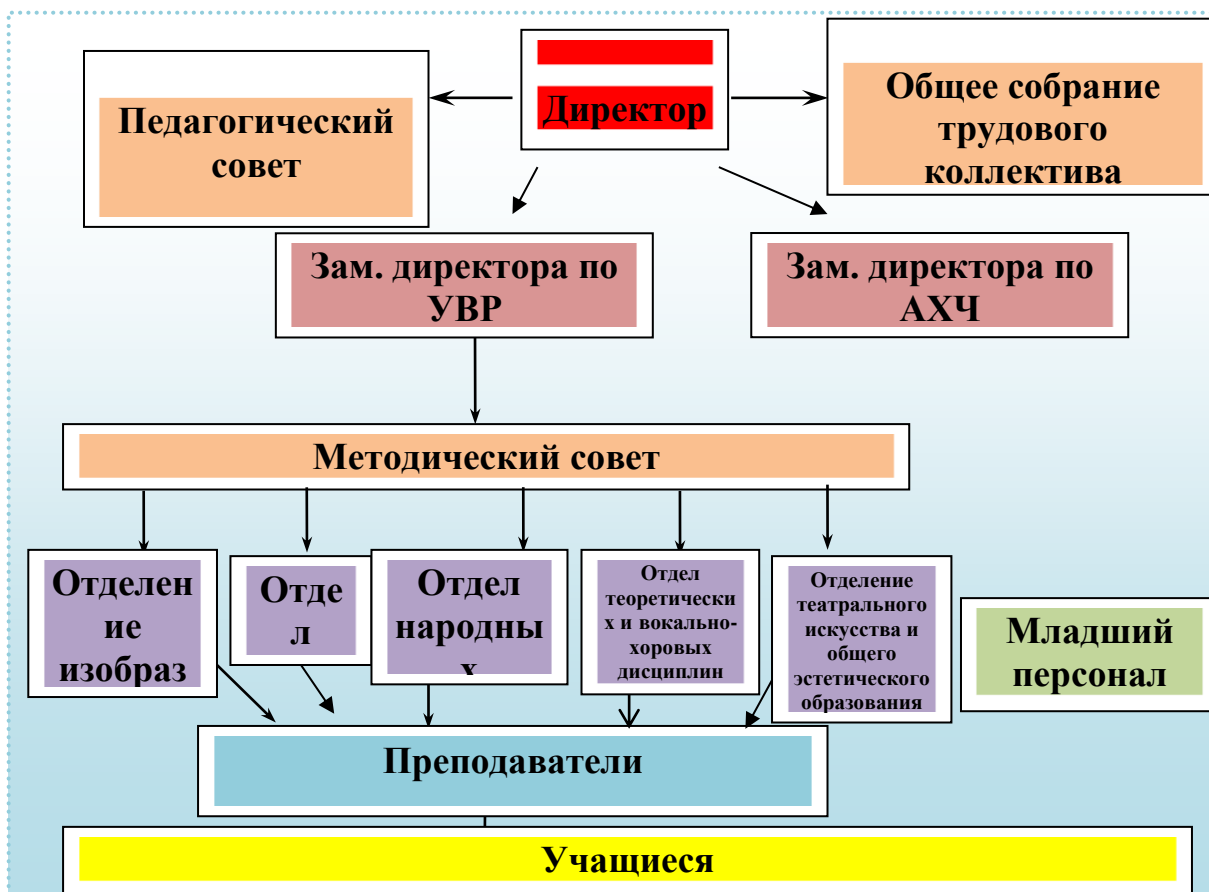 Директор
Педагогический
совет
Общее собрание
трудового
коллектива
Зам. директора по
УВР
Зам. директора по
АХЧ
Методический совет
Отделен
ие
изобраз
Отде
л
Отдел
народны
х
Отдел
теоретически
х и вокально-
хоровых
дисциплин
Отделение
театрального
искусства и
общего
эстетического
образования
Младший
персонал
Преподаватели
Учащиеся